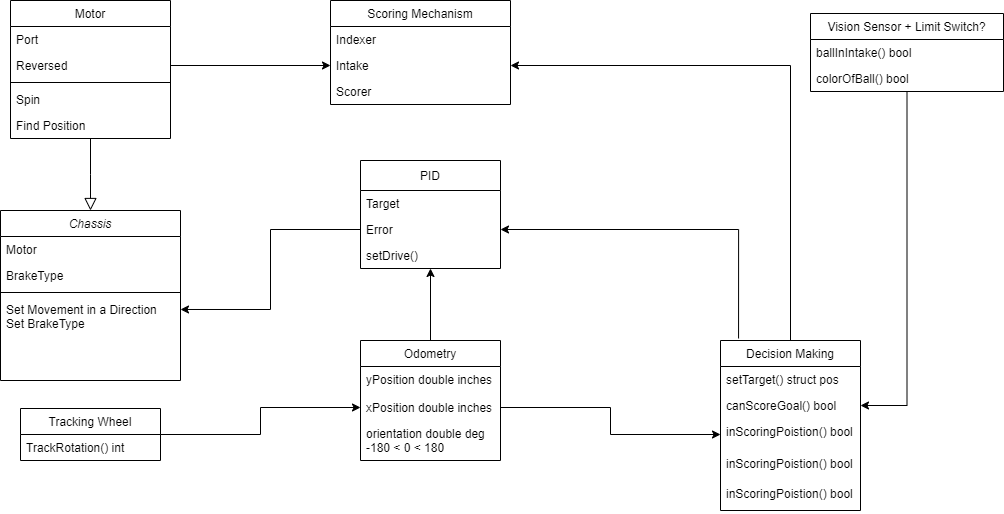 Motor
Port
Reversed
Spin
Find Position
Scoring Mechanism
Indexer
Intake
Scorer
Vision Sensor + Limit Switch?
ballInIntake() bool
colorOfBall() bool
PID
Target
Error
setDrive()
Chassis
Motor
BrakeType
Set Movement in a Direction
Set BrakeType
Odometry
yPosition double inches
xPosition double inches
orientation double deg
-180 < 0 < 180
Decision Making
setTarget() struct pos
canScoreGoal() bool
inScoringPoistion() bool
inScoringPoistion() bool
inScoringPoistion() bool
Tracking Wheel
TrackRotation() int